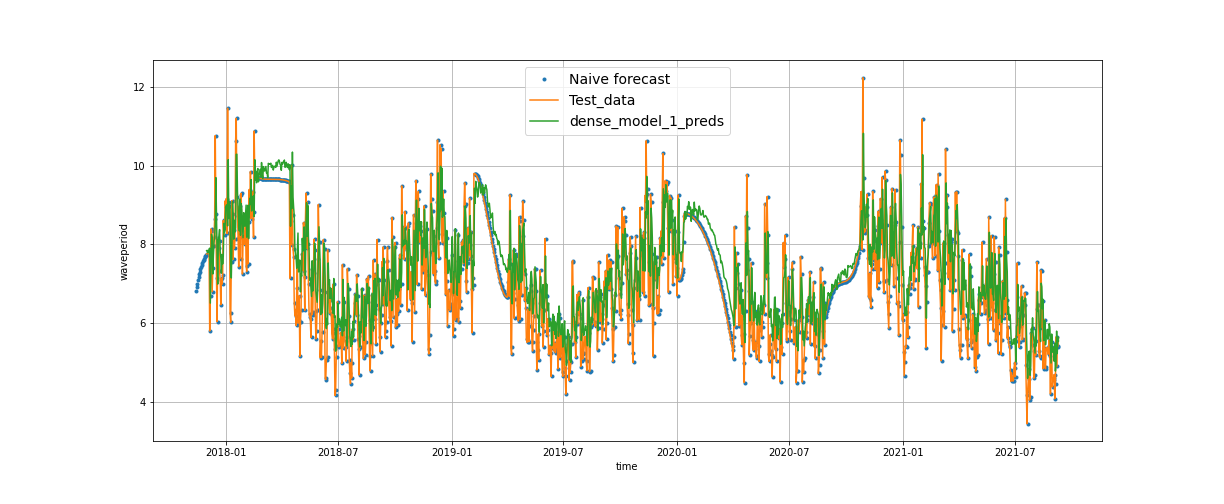 Naive forecast
Test_data
dense_model_1_preds
12
10
8
6
4
waveperiod
2018-01
2018-07
2019-01
2019-07
2020-01
2020-07
2021-01
2021-07
time